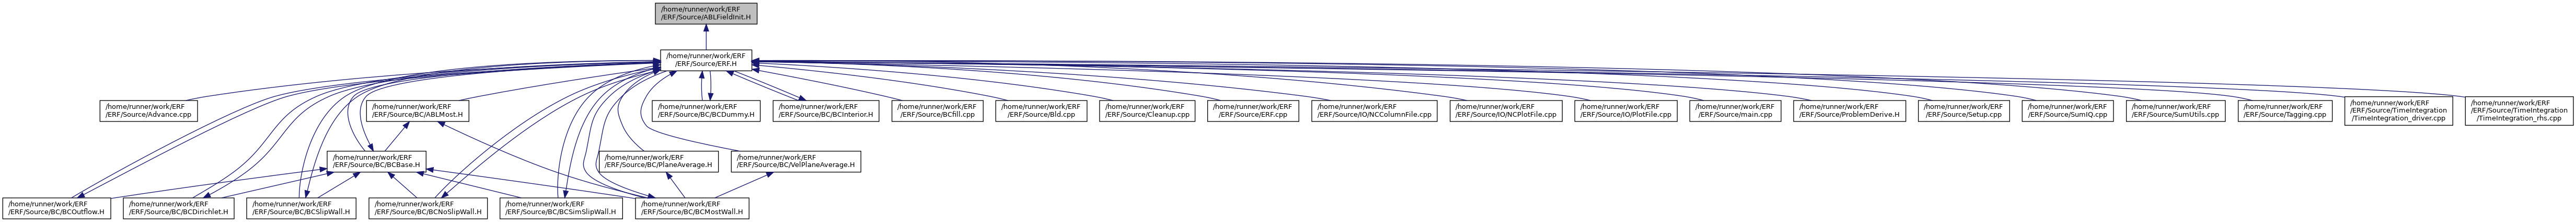 /home/runner/work/ERF
/ERF/Source/ABLFieldInit.H
/home/runner/work/ERF
/ERF/Source/ERF.H
/home/runner/work/ERF
/ERF/Source/Advance.cpp
/home/runner/work/ERF
/ERF/Source/BC/ABLMost.H
/home/runner/work/ERF
/ERF/Source/BC/BCDummy.H
/home/runner/work/ERF
/ERF/Source/BC/BCInterior.H
/home/runner/work/ERF
/ERF/Source/BCfill.cpp
/home/runner/work/ERF
/ERF/Source/Bld.cpp
/home/runner/work/ERF
/ERF/Source/Cleanup.cpp
/home/runner/work/ERF
/ERF/Source/ERF.cpp
/home/runner/work/ERF
/ERF/Source/IO/NCColumnFile.cpp
/home/runner/work/ERF
/ERF/Source/IO/NCPlotFile.cpp
/home/runner/work/ERF
/ERF/Source/IO/PlotFile.cpp
/home/runner/work/ERF
/ERF/Source/main.cpp
/home/runner/work/ERF
/ERF/Source/ProblemDerive.H
/home/runner/work/ERF
/ERF/Source/Setup.cpp
/home/runner/work/ERF
/ERF/Source/SumIQ.cpp
/home/runner/work/ERF
/ERF/Source/SumUtils.cpp
/home/runner/work/ERF
/ERF/Source/Tagging.cpp
/home/runner/work/ERF
/ERF/Source/TimeIntegration
/TimeIntegration_driver.cpp
/home/runner/work/ERF
/ERF/Source/TimeIntegration
/TimeIntegration_rhs.cpp
/home/runner/work/ERF
/ERF/Source/BC/BCBase.H
/home/runner/work/ERF
/ERF/Source/BC/PlaneAverage.H
/home/runner/work/ERF
/ERF/Source/BC/VelPlaneAverage.H
/home/runner/work/ERF
/ERF/Source/BC/BCOutflow.H
/home/runner/work/ERF
/ERF/Source/BC/BCDirichlet.H
/home/runner/work/ERF
/ERF/Source/BC/BCSlipWall.H
/home/runner/work/ERF
/ERF/Source/BC/BCNoSlipWall.H
/home/runner/work/ERF
/ERF/Source/BC/BCSimSlipWall.H
/home/runner/work/ERF
/ERF/Source/BC/BCMostWall.H